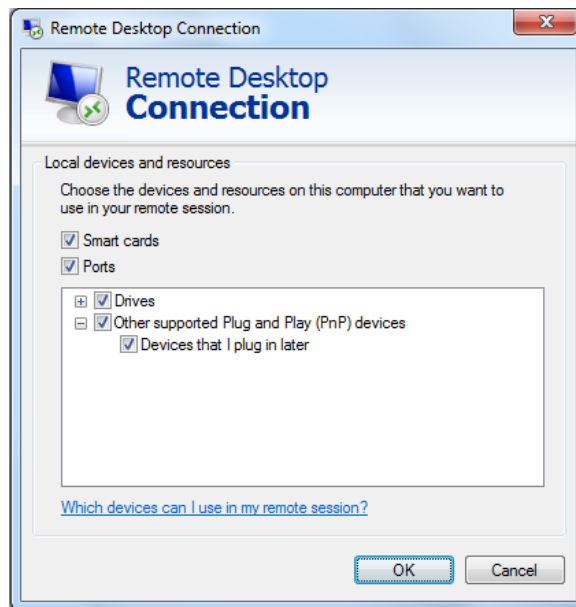 Remote Desktop Connection
Remote Desktop
Connection
Local devices and resources
Choose the devices and resources on this computer that you want to
use in your remote session.
Smart cards
Ports
Drives
Other supported Plug and Play (PnP) devices
Devices that I plug in later
Which devices can I use in my remote session?
OK Cancel